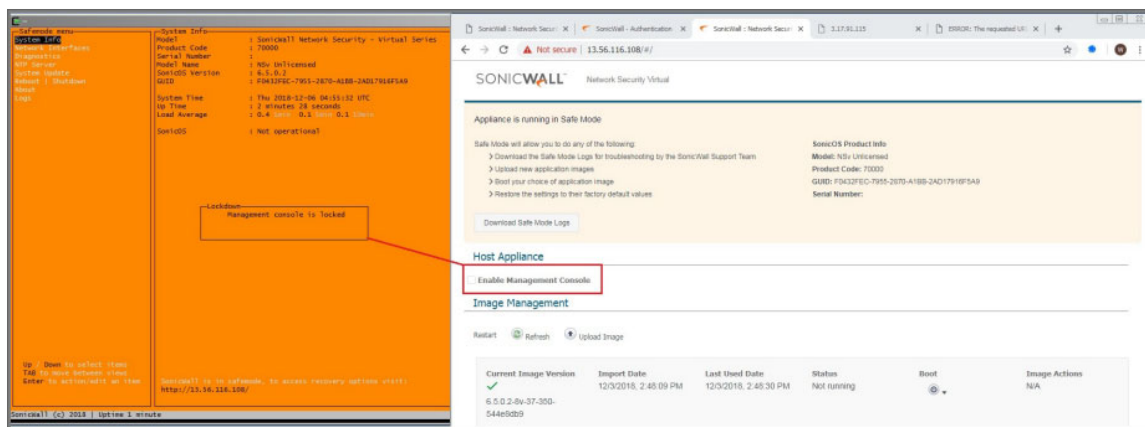 Safemode menu
System Info
Network Interfaces
Diagnostics
NTP Server
System Update
Reboot | Shutdown
About
Logs
System Info
Model : SonicWall Network Security - Virtual Series
Product Code : 70000
Serial Number :
Model Name : NSv Unlicensed
SonicOS Version : 6.5.0.2
GUID : F0432FEC-7955-2870-A1BB-2AD17916F5A9
System Time : Thu 2018-12-06 04:55:32 UTC
Up Time : 2 minutes 28 seconds
Load Average : 0.4 1min 0.1 5min 0.1 15min
SonicOS : Not operational
Lockdown
Management console is locked
Up / Down to select items
TAB to move between views
Enter to action/edit an item
SonicWall is in safemode, to access recovery options visit:
http://13.56.116.108/
SonicWall (c) 2018 | Uptime 1 minute
SonicWall : Network Securi
SonicWall - Authentication
SonicWall : Network Securi
3.17.91.115
ERROR: The requested UR
Not secure | 13.56.116.108/#/
SONICWALL Network Security Virtual
Appliance is running in Safe Mode
Safe Mode will allow you to do any of the following:
Download the Safe Mode Logs for troubleshooting by the SonicWall Support Team
Upload new application images
Boot your choice of application image
Restore the settings to their factory default values
Download Safe Mode Logs
SonicOS Product Info
Model: NSv Unlicensed
Product Code: 70000
GUID: F0432FEC-7955-2870-A1BB-2AD17916F5A9
Serial Number:
Host Appliance
Enable Management Console
Image Management
Restart Refresh Upload Image
Current Image Version Import Date Last Used Date Status Boot Image Actions
12/3/2018, 2:48:09 PM 12/3/2018, 2:48:30 PM Not running N/A
6.5.0.2-8v-37-350-
544e8db9